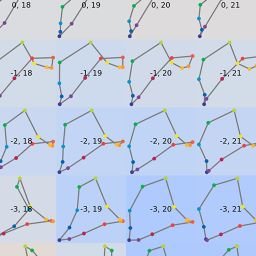 0, 18 0, 19 0, 20 0, 21
-1, 18 -1, 19 -1, 20 -1, 21
-2, 18 -2, 19 -2, 20 -2, 21
-3, 18 -3, 19 -3, 20 -3, 21